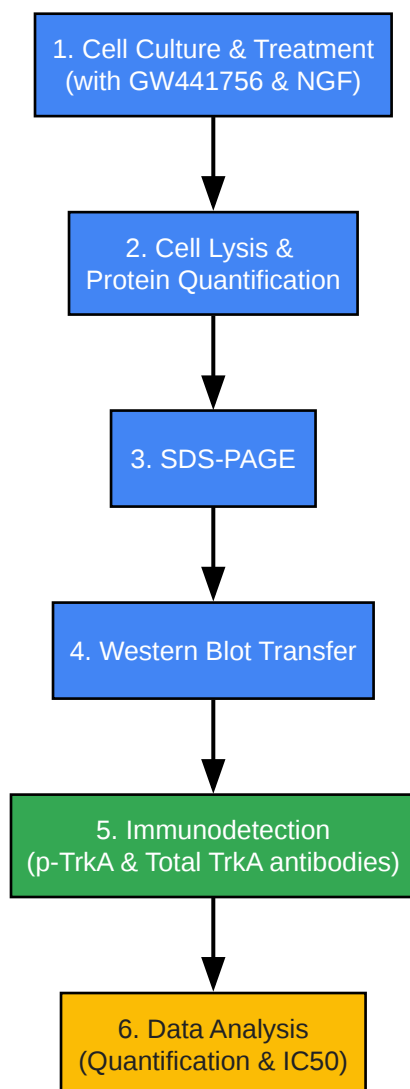 1. Cell Culture & Treatment
(with GW441756 & NGF)
2. Cell Lysis &
Protein Quantification
3. SDS-PAGE
4. Western Blot Transfer
5. Immunodetection
(p-TrkA & Total TrkA antibodies)
6. Data Analysis
(Quantification & IC50)